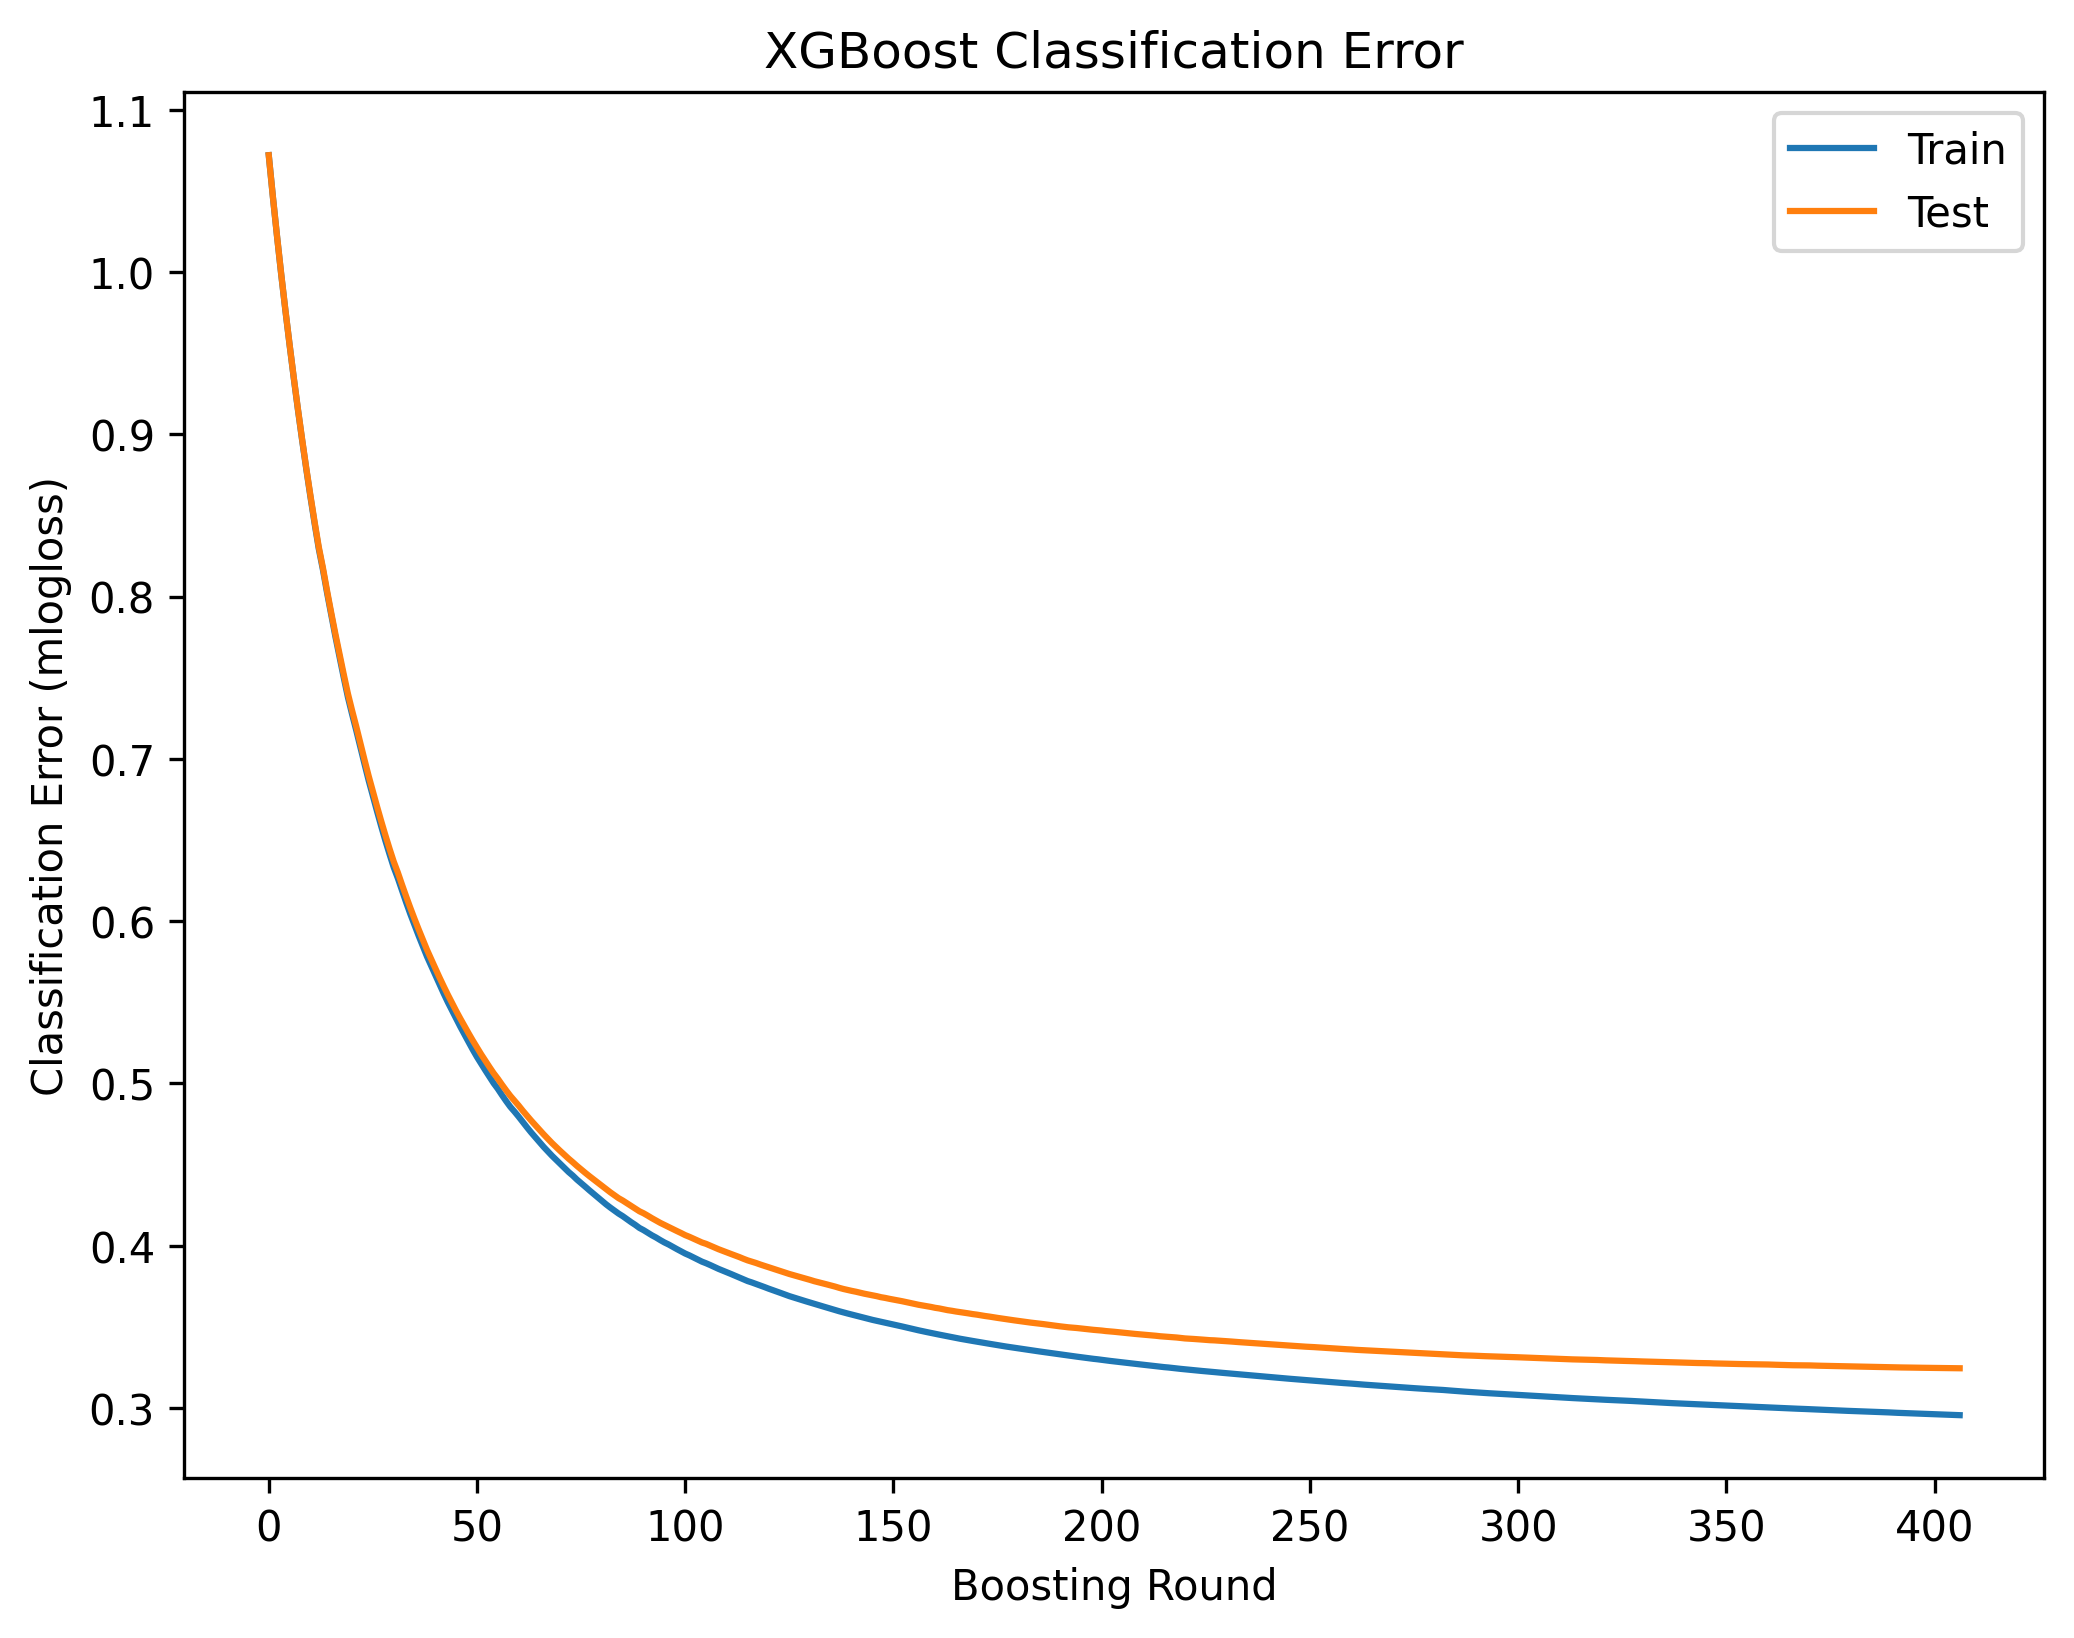 XGBoost Classification Error
Classification Error (mlogloss)
1.1
1.0
0.9
0.8
0.7
0.6
0.5
0.4
0.3
Train
Test
0 50 100 150 200 250 300 350 400
Boosting Round